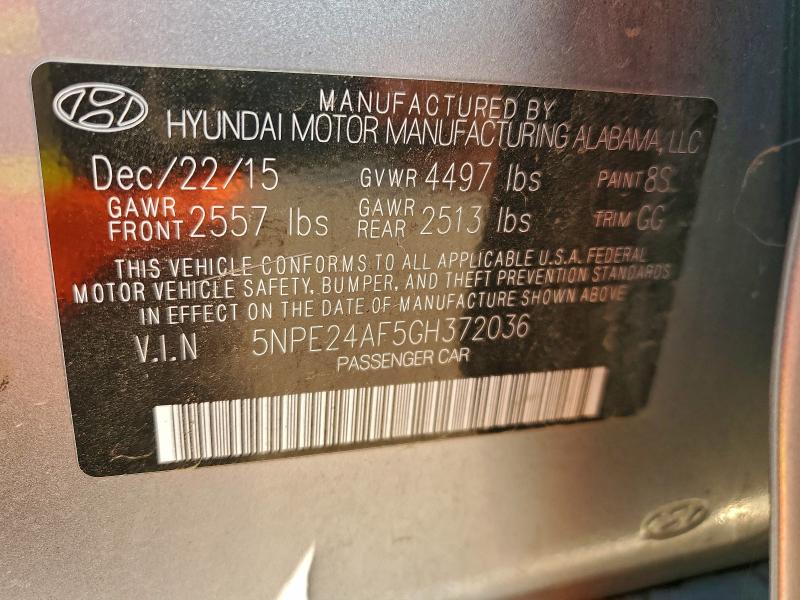 MANUFACTURED BY
HYUNDAI MOTOR MANUFACTURING ALABAMA, LLC
Dec/22/15 GVWR 4497 lbs PAINT 8S
GAWR FRONT 2557 lbs GAWR REAR 2513 lbs TRIM GG
THIS VEHICLE CONFORMS TO ALL APPLICABLE U.S.A. FEDERAL
MOTOR VEHICLE SAFETY, BUMPER, AND THEFT PREVENTION STANDARDS
IN EFFECT ON THE DATE OF MANUFACTURE SHOWN ABOVE
V.I.N 5NPE24AF5GH372036
PASSENGER CAR